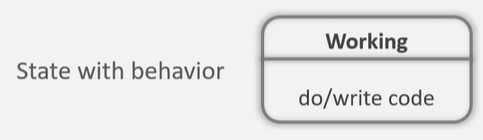 State with behavior
Working
do/write code